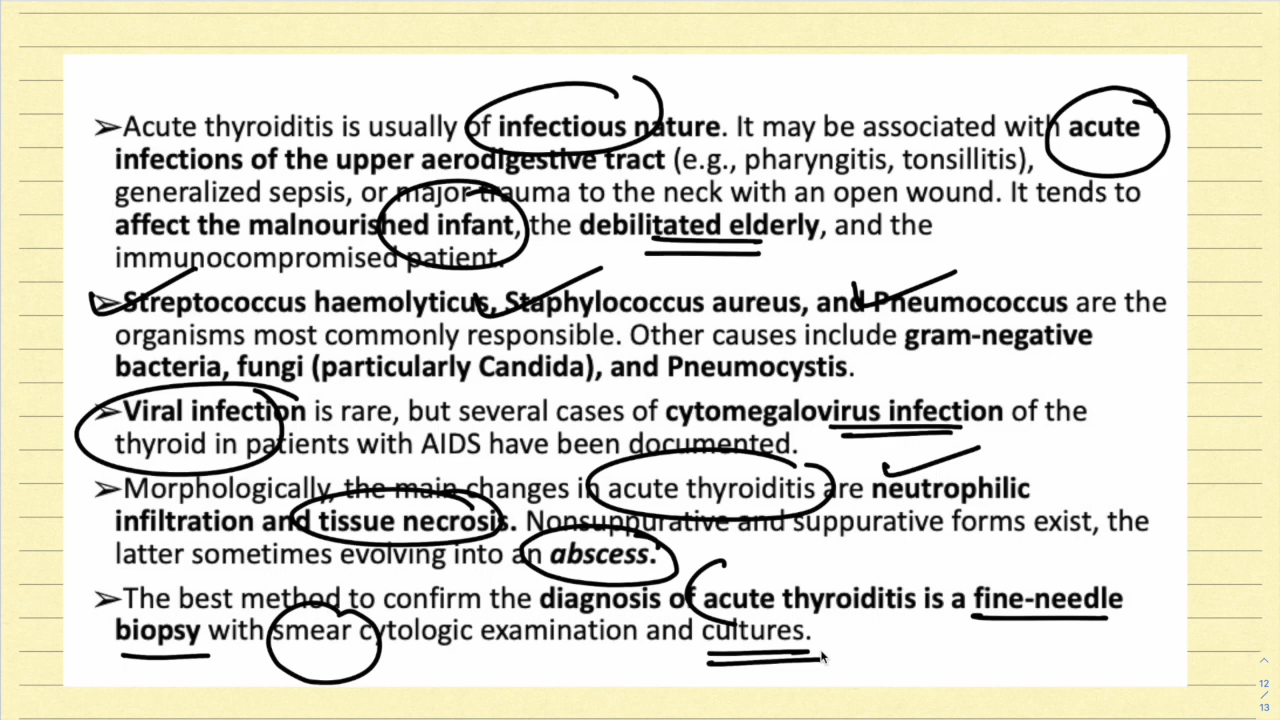 ➢Acute thyroiditis is usually of infectious nature. It may be associated with acute
infections of the upper aerodigestive tract (e.g., pharyngitis, tonsillitis),
generalized sepsis, or major trauma to the neck with an open wound. It tends to
affect the malnourished infant, the debilitated elderly, and the
immunocompromised patient.
➢Streptococcus haemolyticus, Staphylococcus aureus, and Pneumococcus are the
organisms most commonly responsible. Other causes include gram-negative
bacteria, fungi (particularly Candida), and Pneumocystis.
➢Viral infection is rare, but several cases of cytomegalovirus infection of the
thyroid in patients with AIDS have been documented.
➢Morphologically, the main changes in acute thyroiditis are neutrophilic
infiltration and tissue necrosis. Nonsuppurative and suppurative forms exist, the
latter sometimes evolving into an abscess.'
➢The best method to confirm the diagnosis of acute thyroiditis is a fine-needle
biopsy with smear cytologic examination and cultures.
12
/
13